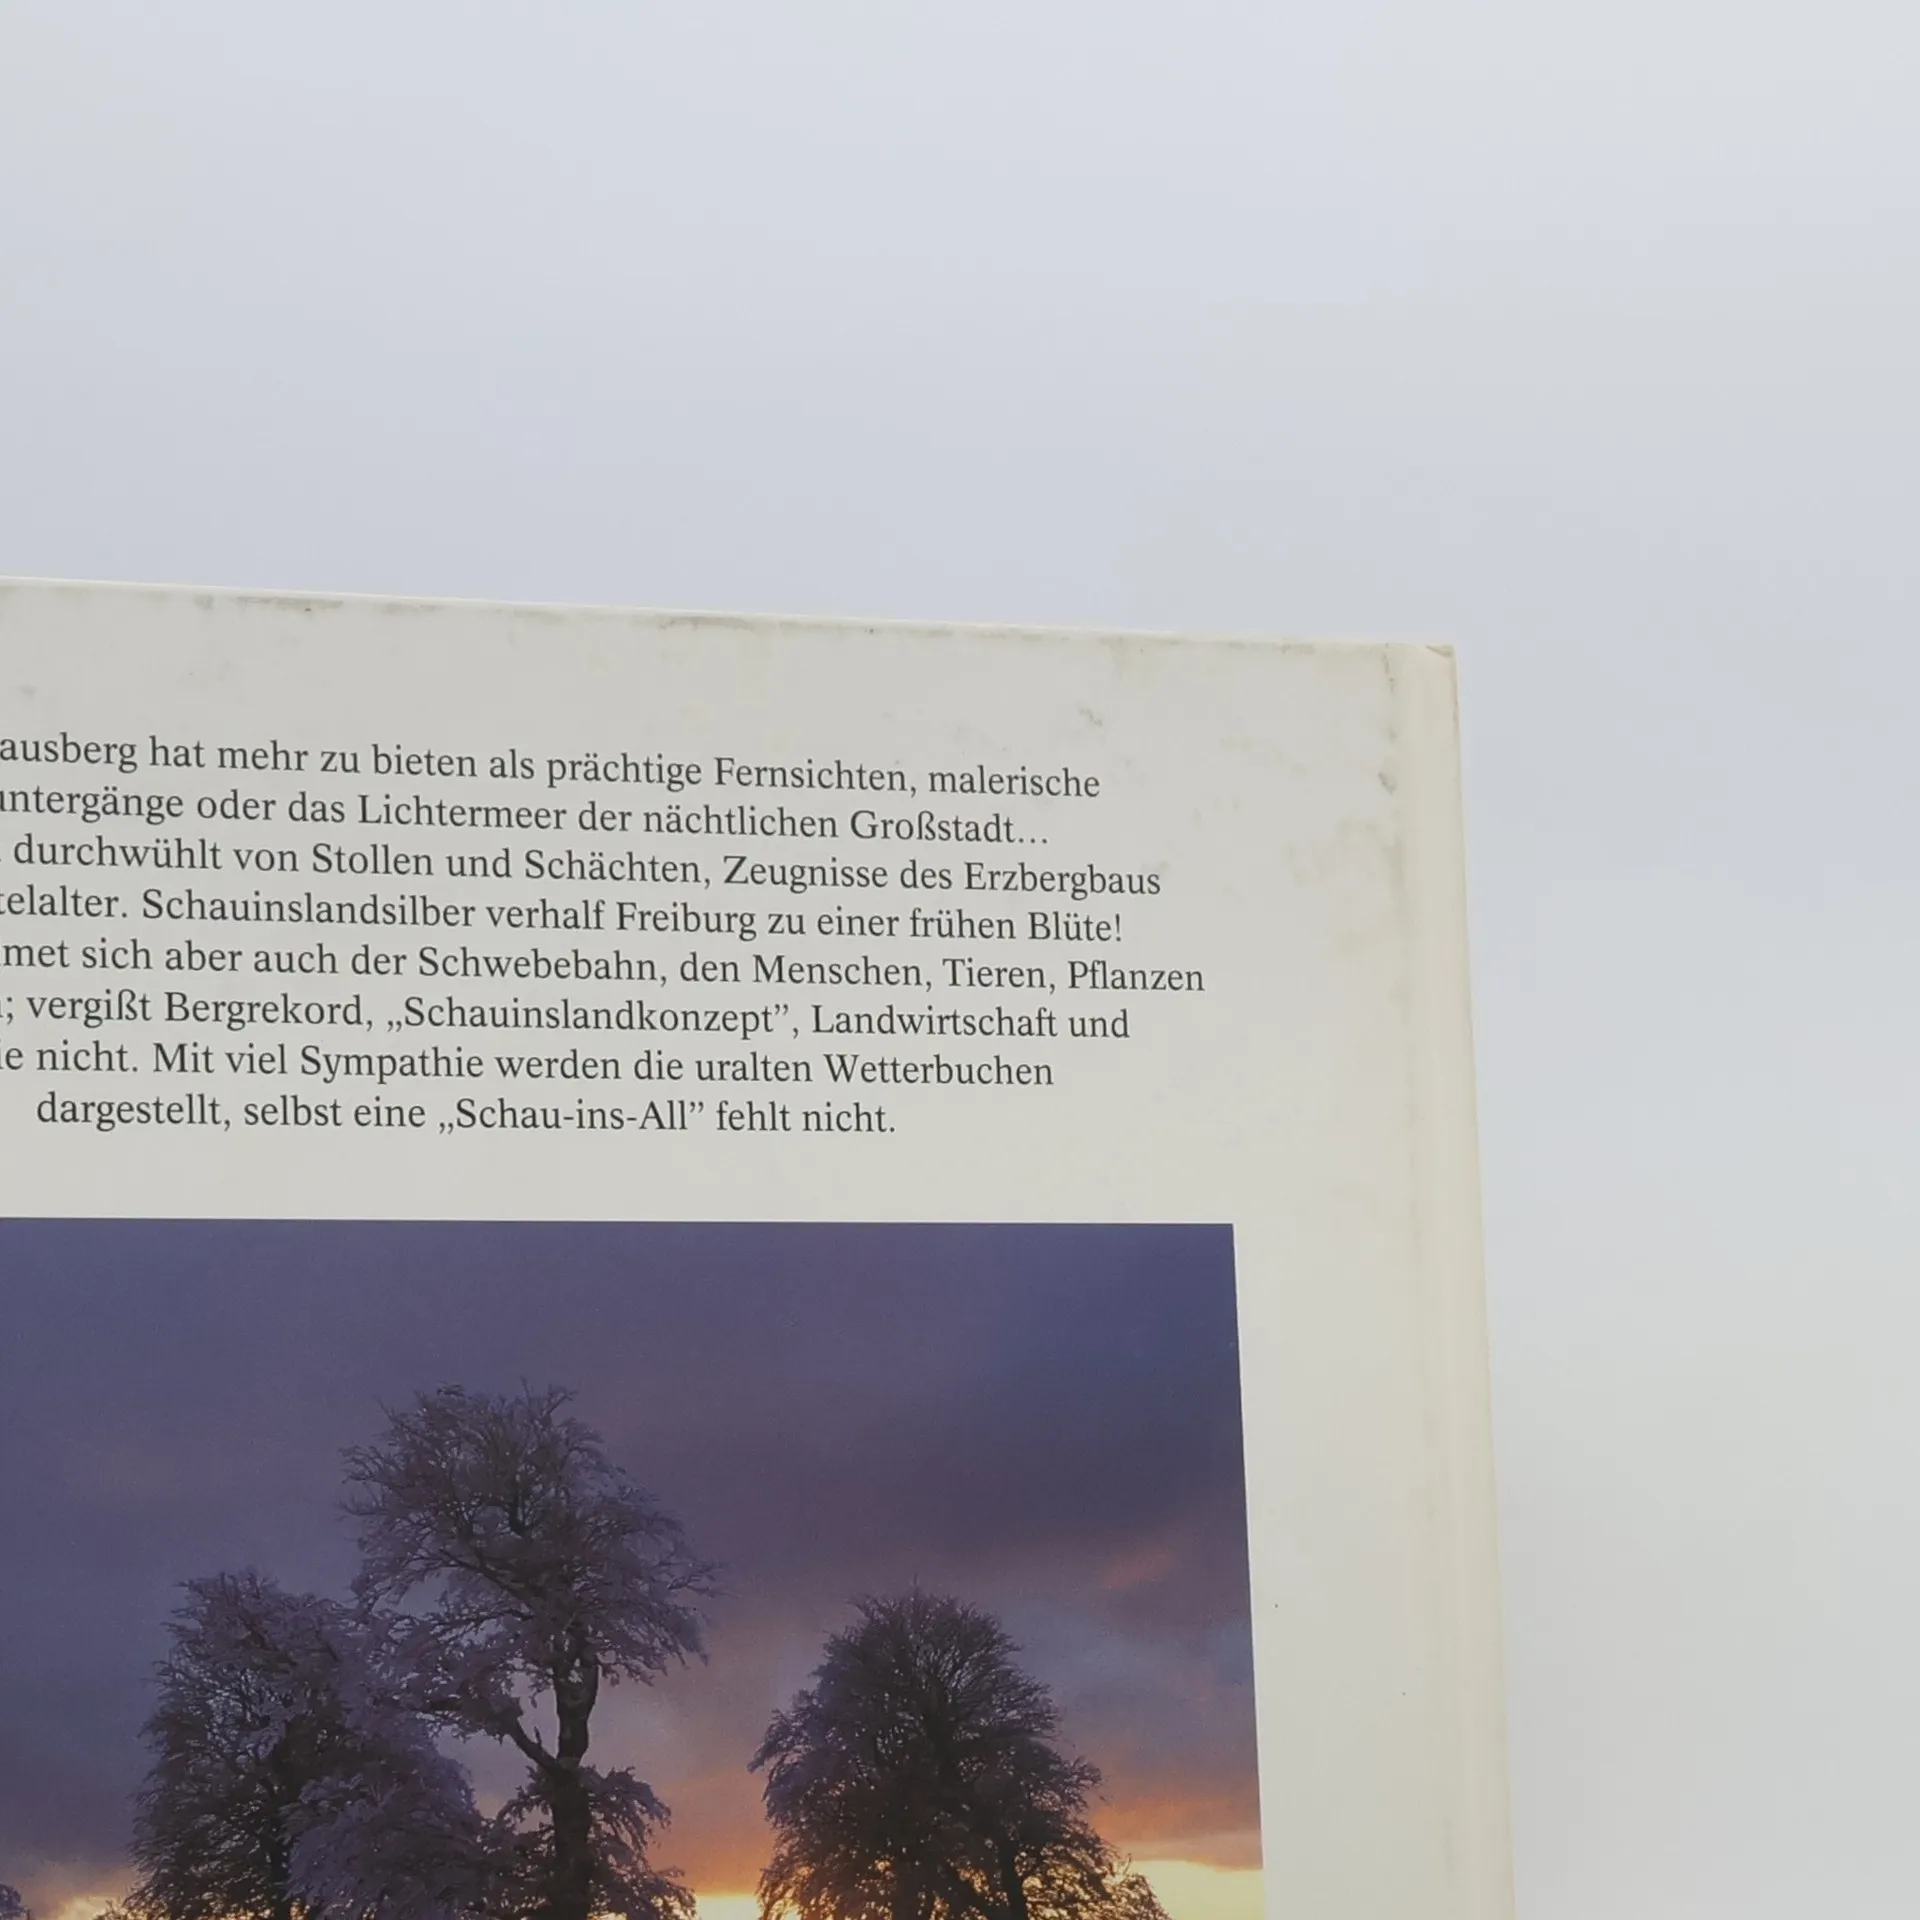 ausberg hat mehr zu bieten als prächtige Fernsichten, malerische
untergänge oder das Lichtermeer der nächtlichen Großstadt…
durchwühlt von Stollen und Schächten, Zeugnisse des Erzbergbaus
telalter. Schauinslandsilber verhalf Freiburg zu einer frühen Blüte!
met sich aber auch der Schwebebahn, den Menschen, Tieren, Pflanzen
; vergißt Bergrekord, „Schauinslandkonzept”, Landwirtschaft und
ie nicht. Mit viel Sympathie werden die uralten Wetterbuchen
dargestellt, selbst eine „Schau-ins-All” fehlt nicht.